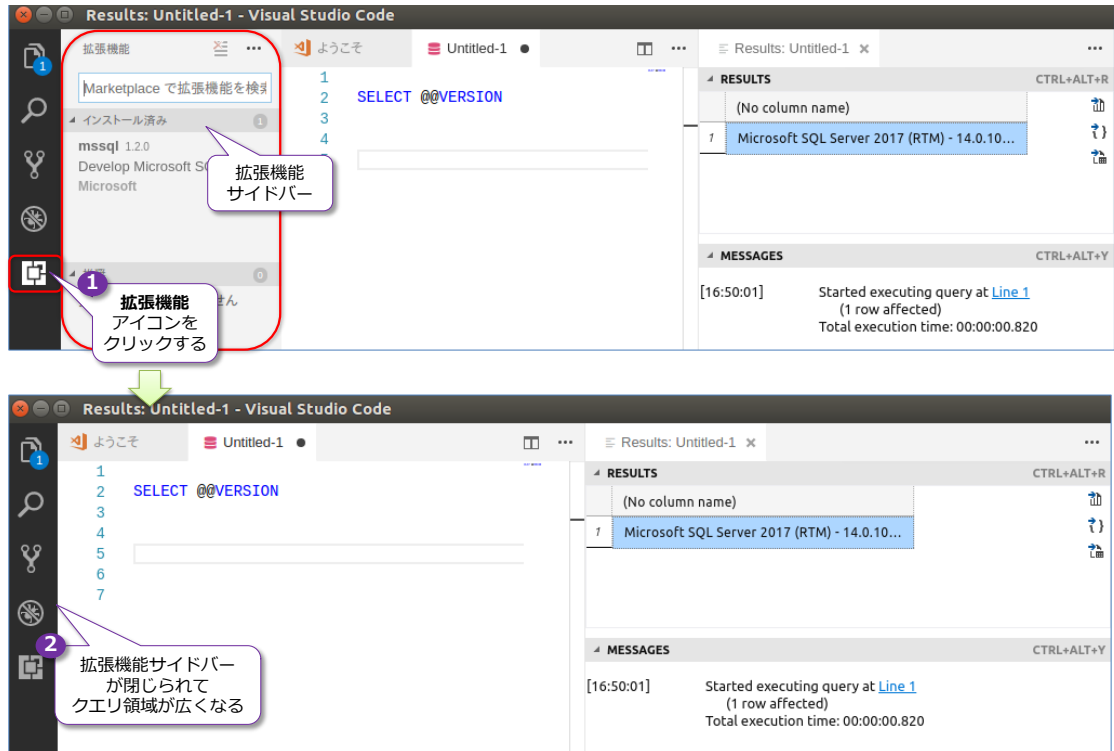 Results: Untitled-1 - Visual Studio Code
拡張機能
ようこそ
Untitled-1
Results: Untitled-1
1
Marketplace で拡張機能を検索
インストール済み
1
mssql 1.2.0
Develop Microsoft S
Microsoft
拡張機能
サイドバー
0
せん
1
拡張機能
アイコンを
クリックする
1
2
3
4
SELECT @@VERSION
RESULTS
CTRL+ALT+R
(No column name)
1
Microsoft SQL Server 2017 (RTM) - 14.0.10...
MESSAGES
CTRL+ALT+Y
[16:50:01]
Started executing query at Line 1
(1 row affected)
Total execution time: 00:00:00.820
Results: Untitled-1 - Visual Studio Code
ようこそ
Untitled-1
Results: Untitled-1
1
1
2
3
4
5
6
7
SELECT @@VERSION
RESULTS
CTRL+ALT+R
(No column name)
1
Microsoft SQL Server 2017 (RTM) - 14.0.10...
2
拡張機能サイドバー
が閉じられて
クエリ領域が広くなる
MESSAGES
CTRL+ALT+Y
[16:50:01]
Started executing query at Line 1
(1 row affected)
Total execution time: 00:00:00.820